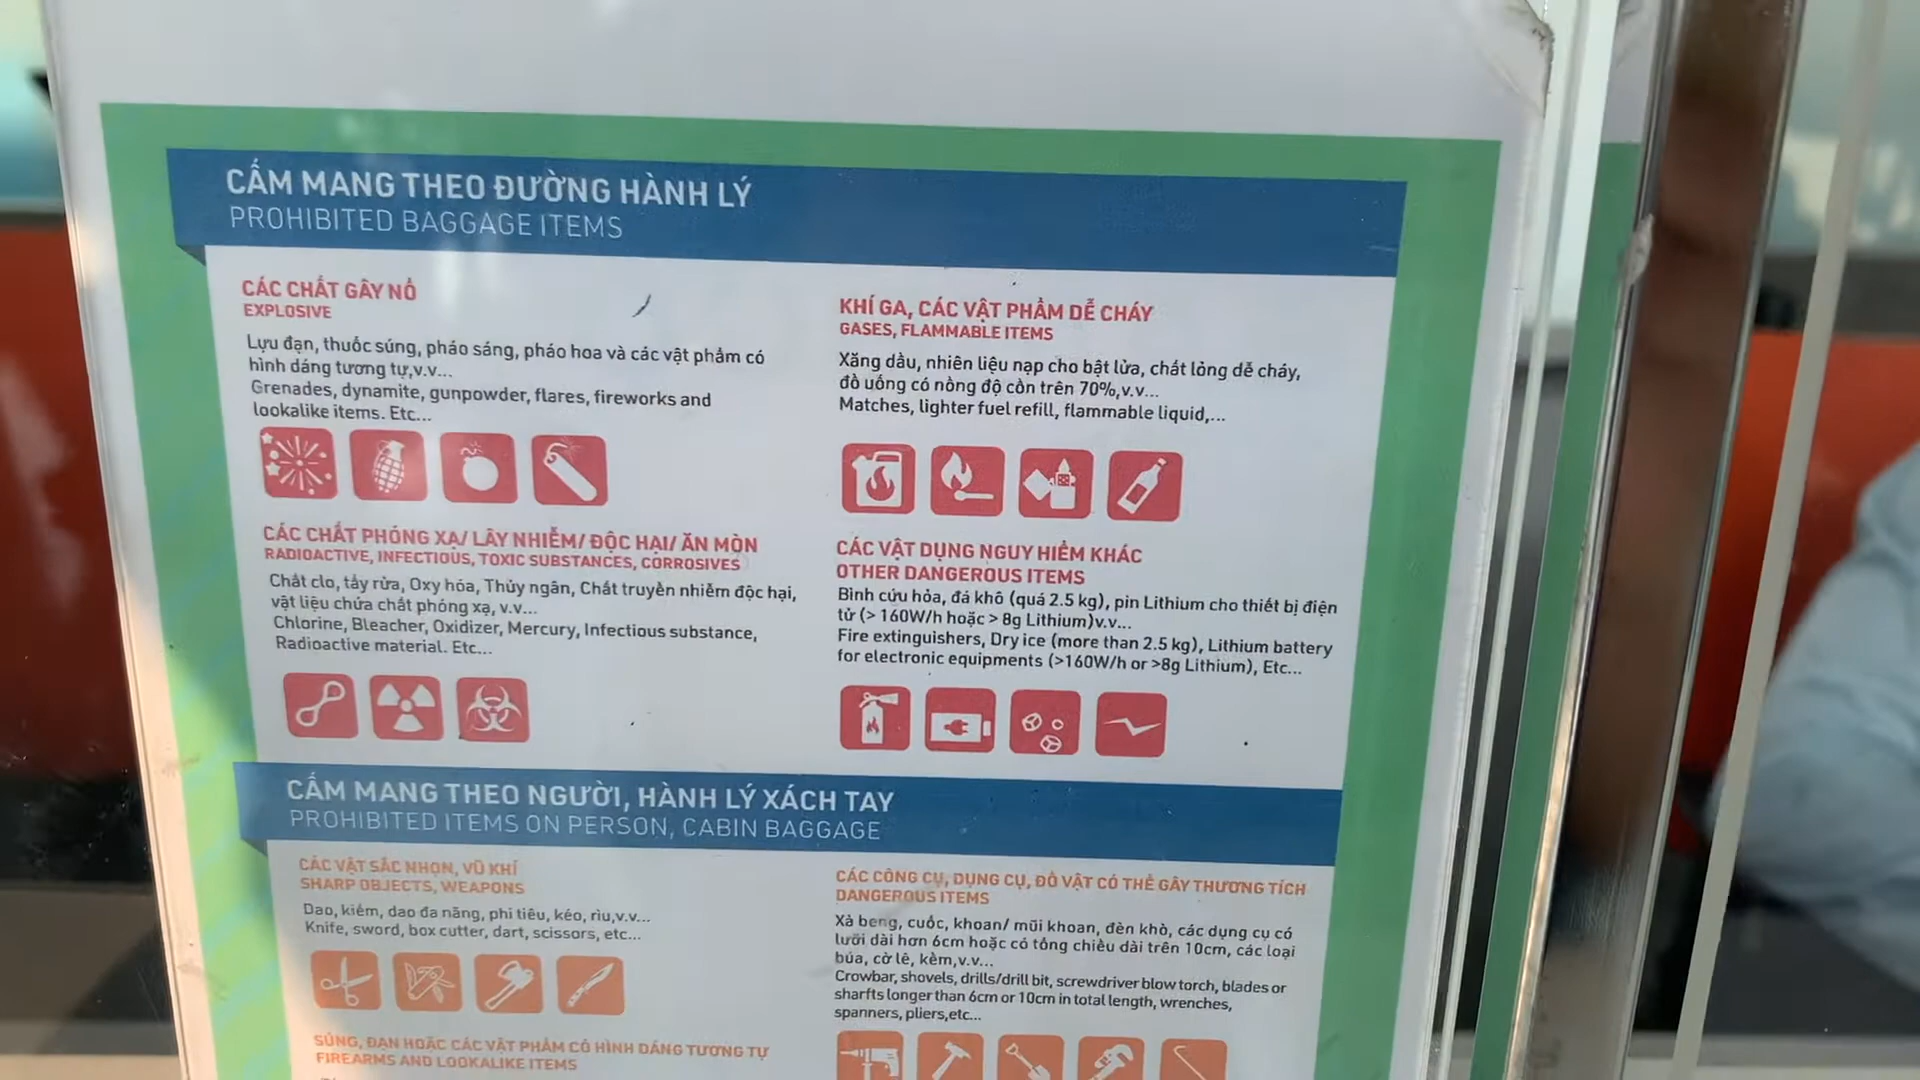 CẤM MANG THEO ĐƯỜNG HÀNH LÝ
PROHIBITED BAGGAGE ITEMS
CÁC CHẤT GÂY NỔ
EXPLOSIVE
Lựu đạn, thuốc súng, pháo sáng, pháo hoa và các vật phẩm có
hình dáng tương tự,v.v...
Grenades, dynamite, gunpowder, flares, fireworks and
lookalike items. Etc...
KHÍ GA, CÁC VẬT PHẨM DỄ CHÁY
GASES, FLAMMABLE ITEMS
Xăng dầu, nhiên liệu nạp cho bật lửa, chất lỏng dễ cháy,
đồ uống có nồng độ cồn trên 70%,v.v...
Matches, lighter fuel refill, flammable liquid,...
CÁC CHẤT PHÓNG XẠ/ LÂY NHIỄM/ ĐỘC HẠI/ ĂN MÒN
RADIOACTIVE, INFECTIOUS, TOXIC SUBSTANCES, CORROSIVES
Chất clo, tẩy rửa, Oxy hóa, Thủy ngân, Chất truyền nhiễm độc hại,
vật liệu chứa chất phóng xạ, v.v...
Chlorine, Bleacher, Oxidizer, Mercury, Infectious substance,
Radioactive material. Etc...
CÁC VẬT DỤNG NGUY HIỂM KHÁC
OTHER DANGEROUS ITEMS
Bình cứu hỏa, đá khô (quá 2.5 kg), pin Lithium cho thiết bị điện
tử (> 160W/h hoặc > 8g Lithium)v.v...
Fire extinguishers, Dry ice (more than 2.5 kg), Lithium battery
for electronic equipments (>160W/h or >8g Lithium), Etc...
CẤM MANG THEO NGƯỜI, HÀNH LÝ XÁCH TAY
PROHIBITED ITEMS ON PERSON, CABIN BAGGAGE
CÁC VẬT SẮC NHỌN, VŨ KHÍ
SHARP OBJECTS, WEAPONS
Dao, kiếm, dao đa năng, phi tiêu, kéo, rìu,v.v...
Knife, sword, box cutter, dart, scissors, etc...
CÁC CÔNG CỤ, DỤNG CỤ, ĐỒ VẬT CÓ THỂ GÂY THƯƠNG TÍCH
DANGEROUS ITEMS
Xà beng, cuốc, khoan/ mũi khoan, đèn khò, các dụng cụ có
lưỡi dài hơn 6cm hoặc có tổng chiều dài trên 10cm, các loại
búa, cờ lê, kềm,v.v...
Crowbar, shovels, drills/drill bit, screwdriver blow torch, blades or
sharfts longer than 6cm or 10cm in total length, wrenches,
spanners, pliers,etc...
SÚNG, ĐẠN HOẶC CÁC VẬT PHẨM CÓ HÌNH DÁNG TƯƠNG TỰ
FIREARMS AND LOOKALIKE ITEMS